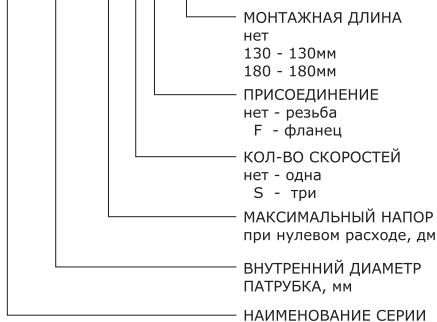 МОНТАЖНАЯ ДЛИНА
нет
130 - 130мм
180 - 180мм
ПРИСОЕДИНЕНИЕ
нет - резьба
F - фланец
КОЛ-ВО СКОРОСТЕЙ
нет - одна
S - три
МАКСИМАЛЬНЫЙ НАПОР
при нулевом расходе, дм
ВНУТРЕННИЙ ДИАМЕТР
ПАТРУБКА, мм
НАИМЕНОВАНИЕ СЕРИИ